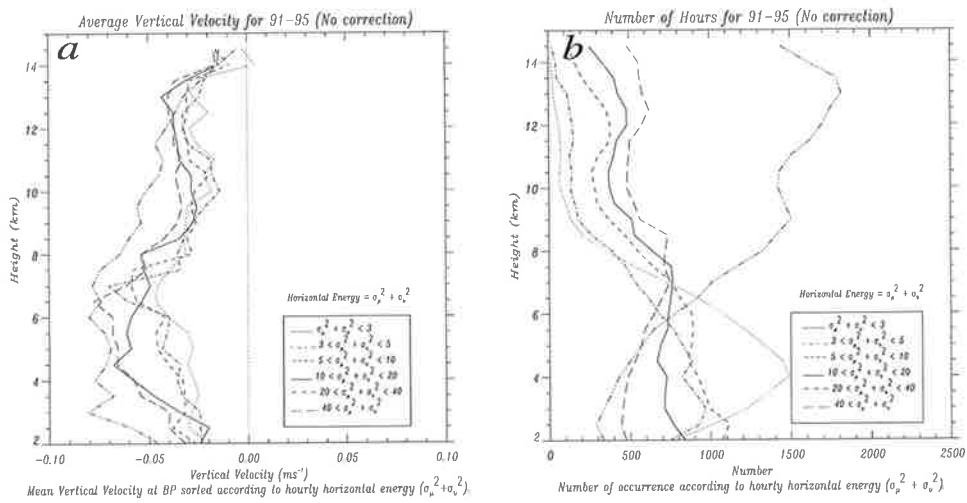 Average Vertical Velocity for 91-95 (No correction)
a
Height (km)
14
12
10
8
6
4
2
Horizontal Energy = σᵤ² + σᵥ²
σᵤ² + σᵥ² < 3
3 < σᵤ² + σᵥ² < 5
5 < σᵤ² + σᵥ² < 10
10 < σᵤ² + σᵥ² < 20
20 < σᵤ² + σᵥ² < 40
40 < σᵤ² + σᵥ²
-0.10 -0.05 0.00 0.05 0.10
Vertical Velocity (ms⁻¹)
Mean Vertical Velocity at BP sorted according to hourly horizontal energy (σᵤ²+σᵥ²)
Number of Hours for 91-95 (No correction)
b
Height (km)
14
12
10
8
6
4
2
Horizontal Energy = σᵤ² + σᵥ²
σᵤ² + σᵥ² < 3
3 < σᵤ² + σᵥ² < 5
5 < σᵤ² + σᵥ² < 10
10 < σᵤ² + σᵥ² < 20
20 < σᵤ² + σᵥ² < 40
40 < σᵤ² + σᵥ²
0 500 1000 1500 2000 2500
Number
Number of occurrence according to hourly horizontal energy (σᵤ² + σᵥ²)